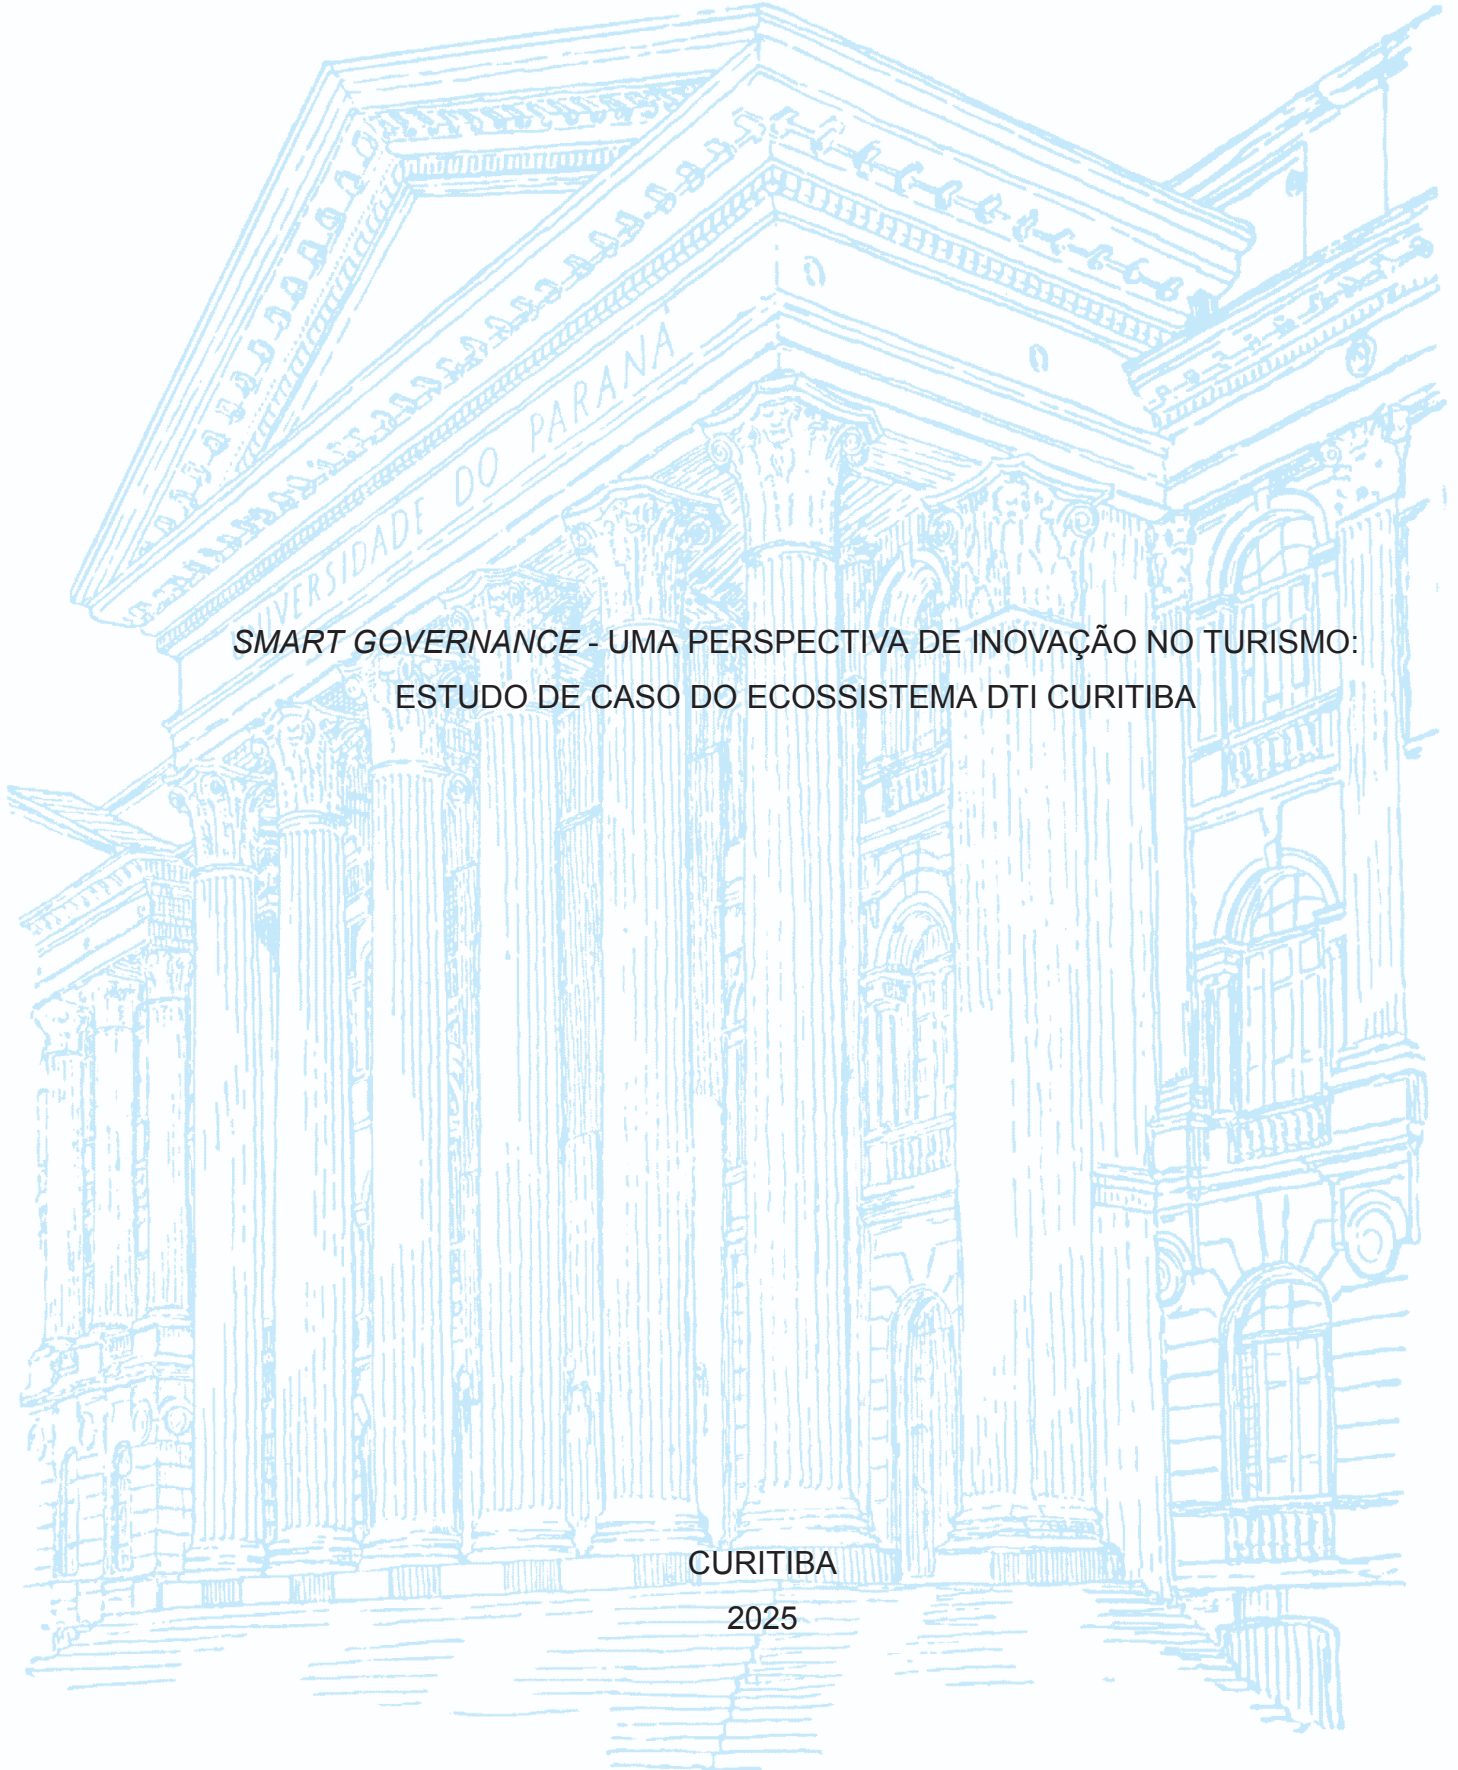 UNIVERSIDADE DO PARANÁ
SMART GOVERNANCE - UMA PERSPECTIVA DE INOVAÇÃO NO TURISMO:
ESTUDO DE CASO DO ECOSSISTEMA DTI CURITIBA
CURITIBA
2025